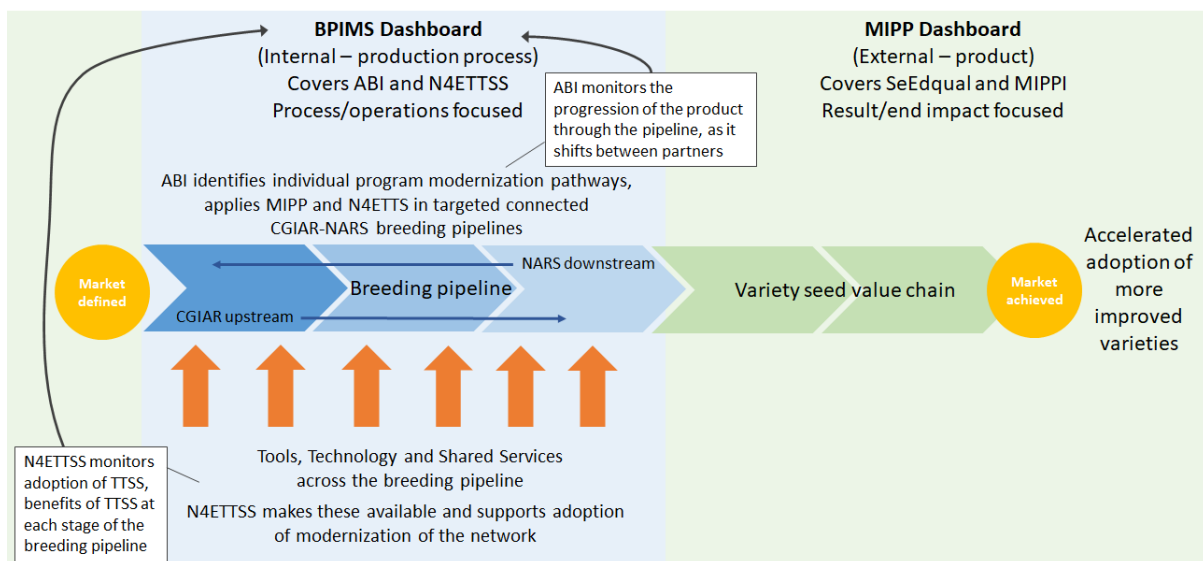 BPIMS Dashboard
(Internal – production process)
Covers ABI and N4ETTSS
Process/operations focused
MIPP Dashboard
(External – product)
Covers SeEdqual and MIPPI
Result/end impact focused
ABI monitors the
progression of the product
through the pipeline, as it
shifts between partners
ABI identifies individual program modernization pathways,
applies MIPP and N4ETTS in targeted connected
CGIAR-NARS breeding pipelines
Market
defined
NARS downstream
Breeding pipeline
CGIAR upstream
Variety seed value chain
Market
achieved
Accelerated
adoption of
more
improved
varieties
N4ETTSS monitors
adoption of TTSS,
benefits of TTSS at
each stage of the
breeding pipeline
Tools, Technology and Shared Services
across the breeding pipeline
N4ETTSS makes these available and supports adoption
of modernization of the network